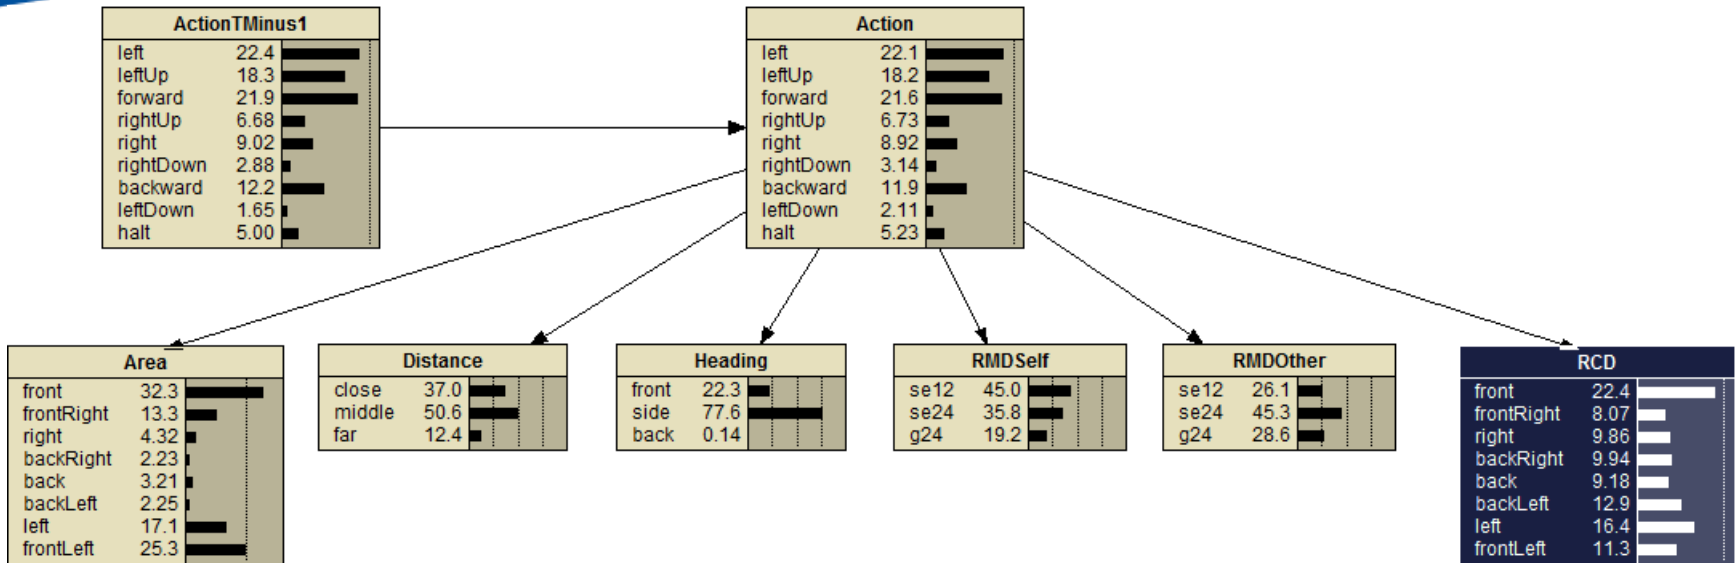 ActionTMinus1
left 22.4
leftUp 18.3
forward 21.9
rightUp 6.68
right 9.02
rightDown 2.88
backward 12.2
leftDown 1.65
halt 5.00
Action
left 22.1
leftUp 18.2
forward 21.6
rightUp 6.73
right 8.92
rightDown 3.14
backward 11.9
leftDown 2.11
halt 5.23
Area
front 32.3
frontRight 13.3
right 4.32
backRight 2.23
back 3.21
backLeft 2.25
left 17.1
frontLeft 25.3
Distance
close 37.0
middle 50.6
far 12.4
Heading
front 22.3
side 77.6
back 0.14
RMDSelf
se12 45.0
se24 35.8
g24 19.2
RMDOther
se12 26.1
se24 45.3
g24 28.6
RCD
front 22.4
frontRight 8.07
right 9.86
backRight 9.94
back 9.18
backLeft 12.9
left 16.4
frontLeft 11.3